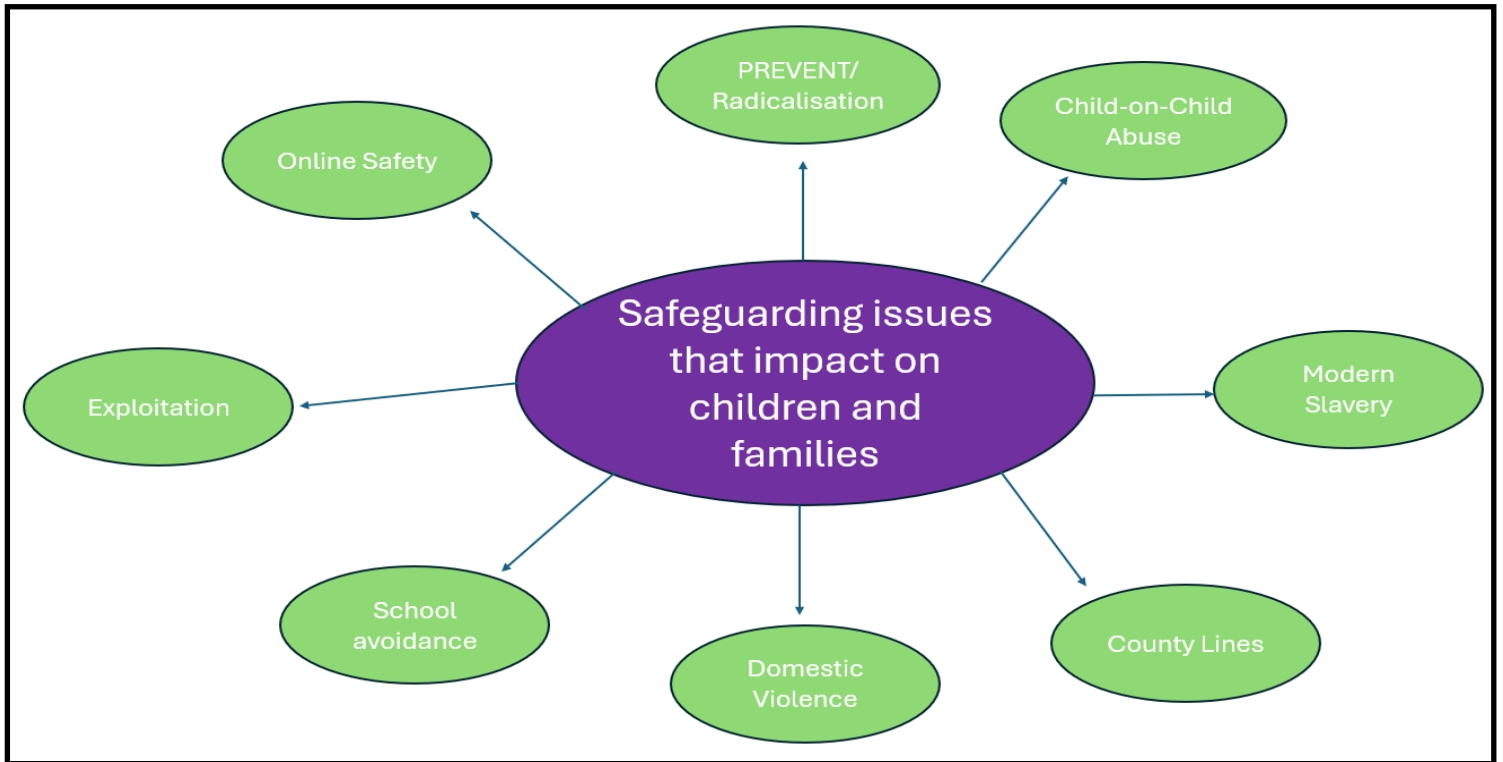 PREVENT/
Radicalisation
Child-on-Child
Abuse
Online Safety
Safeguarding issues
that impact on
children and
families
Modern
Slavery
Exploitation
School
avoidance
Domestic
Violence
County Lines